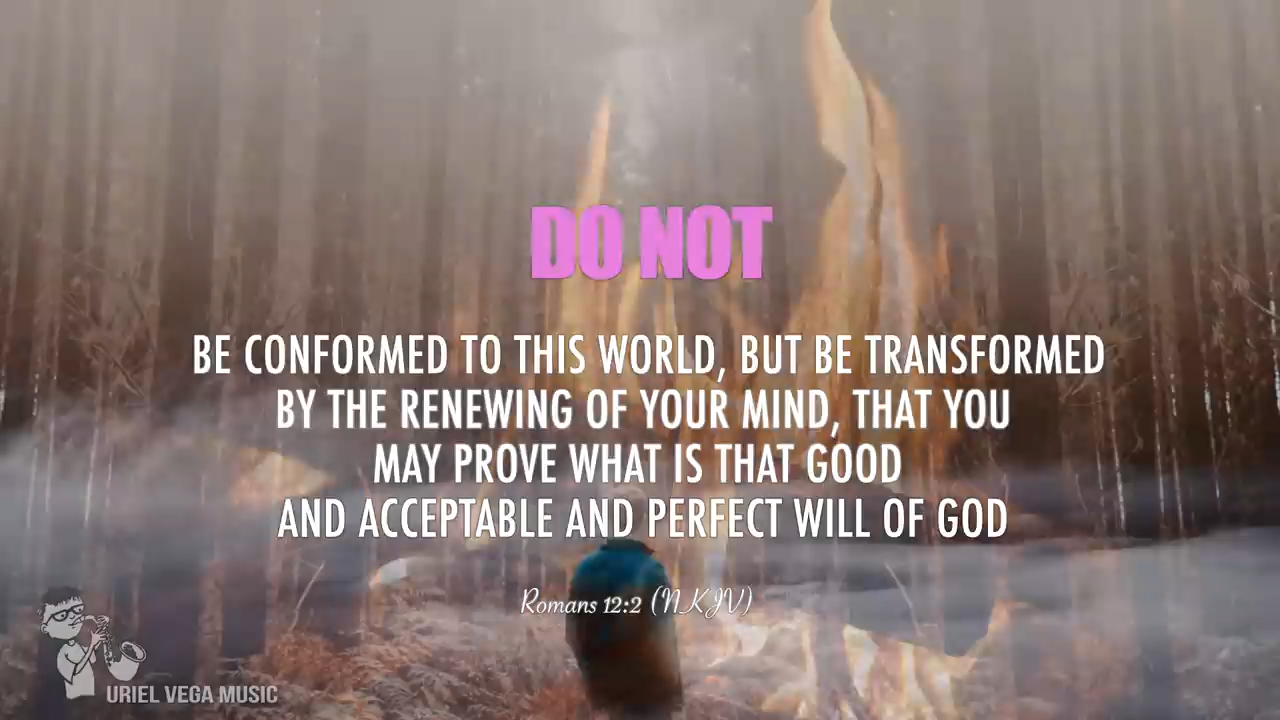 DO NOT
BE CONFORMED TO THIS WORLD, BUT BE TRANSFORMED
BY THE RENEWING OF YOUR MIND, THAT YOU
MAY PROVE WHAT IS THAT GOOD
AND ACCEPTABLE AND PERFECT WILL OF GOD
Romans 12:2 (NKJV)
URIEL VEGA MUSIC